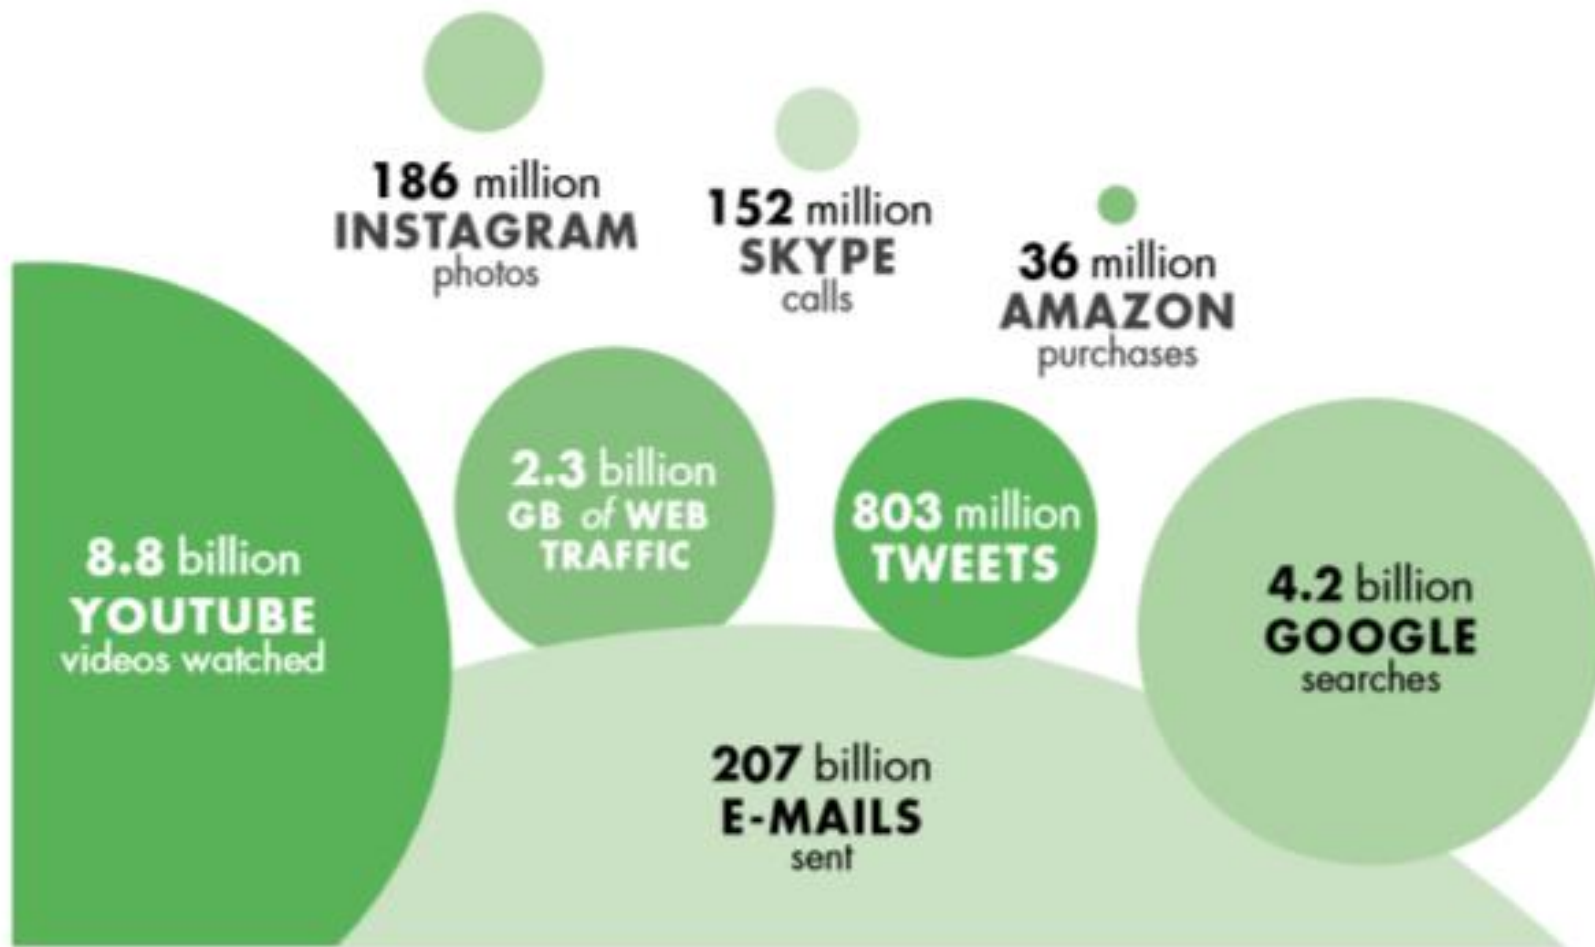 186 million
INSTAGRAM
photos
152 million
SKYPE
calls
36 million
AMAZON
purchases
8.8 billion
YOUTUBE
videos watched
2.3 billion
GB of WEB
TRAFFIC
803 million
TWEETS
4.2 billion
GOOGLE
searches
207 billion
E-MAILS
sent